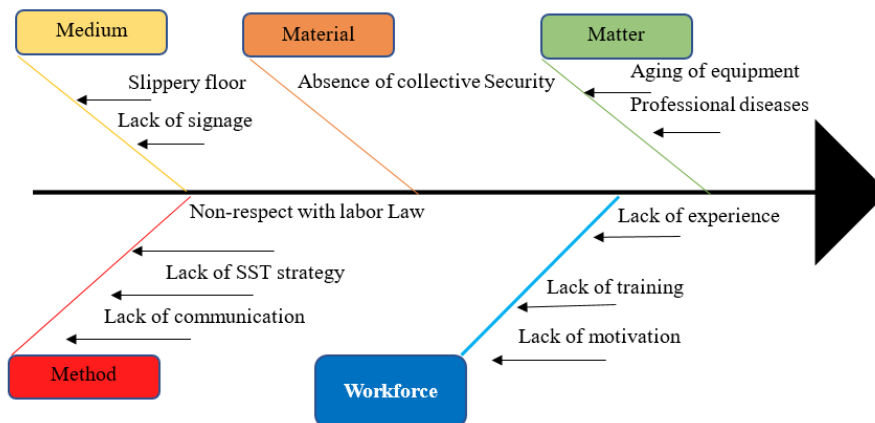 Medium
Material
Matter
Slippery floor
Lack of signage
Absence of collective Security
Aging of equipment
Professional diseases
Non-respect with labor Law
Lack of SST strategy
Lack of communication
Method
Lack of experience
Lack of training
Lack of motivation
Workforce